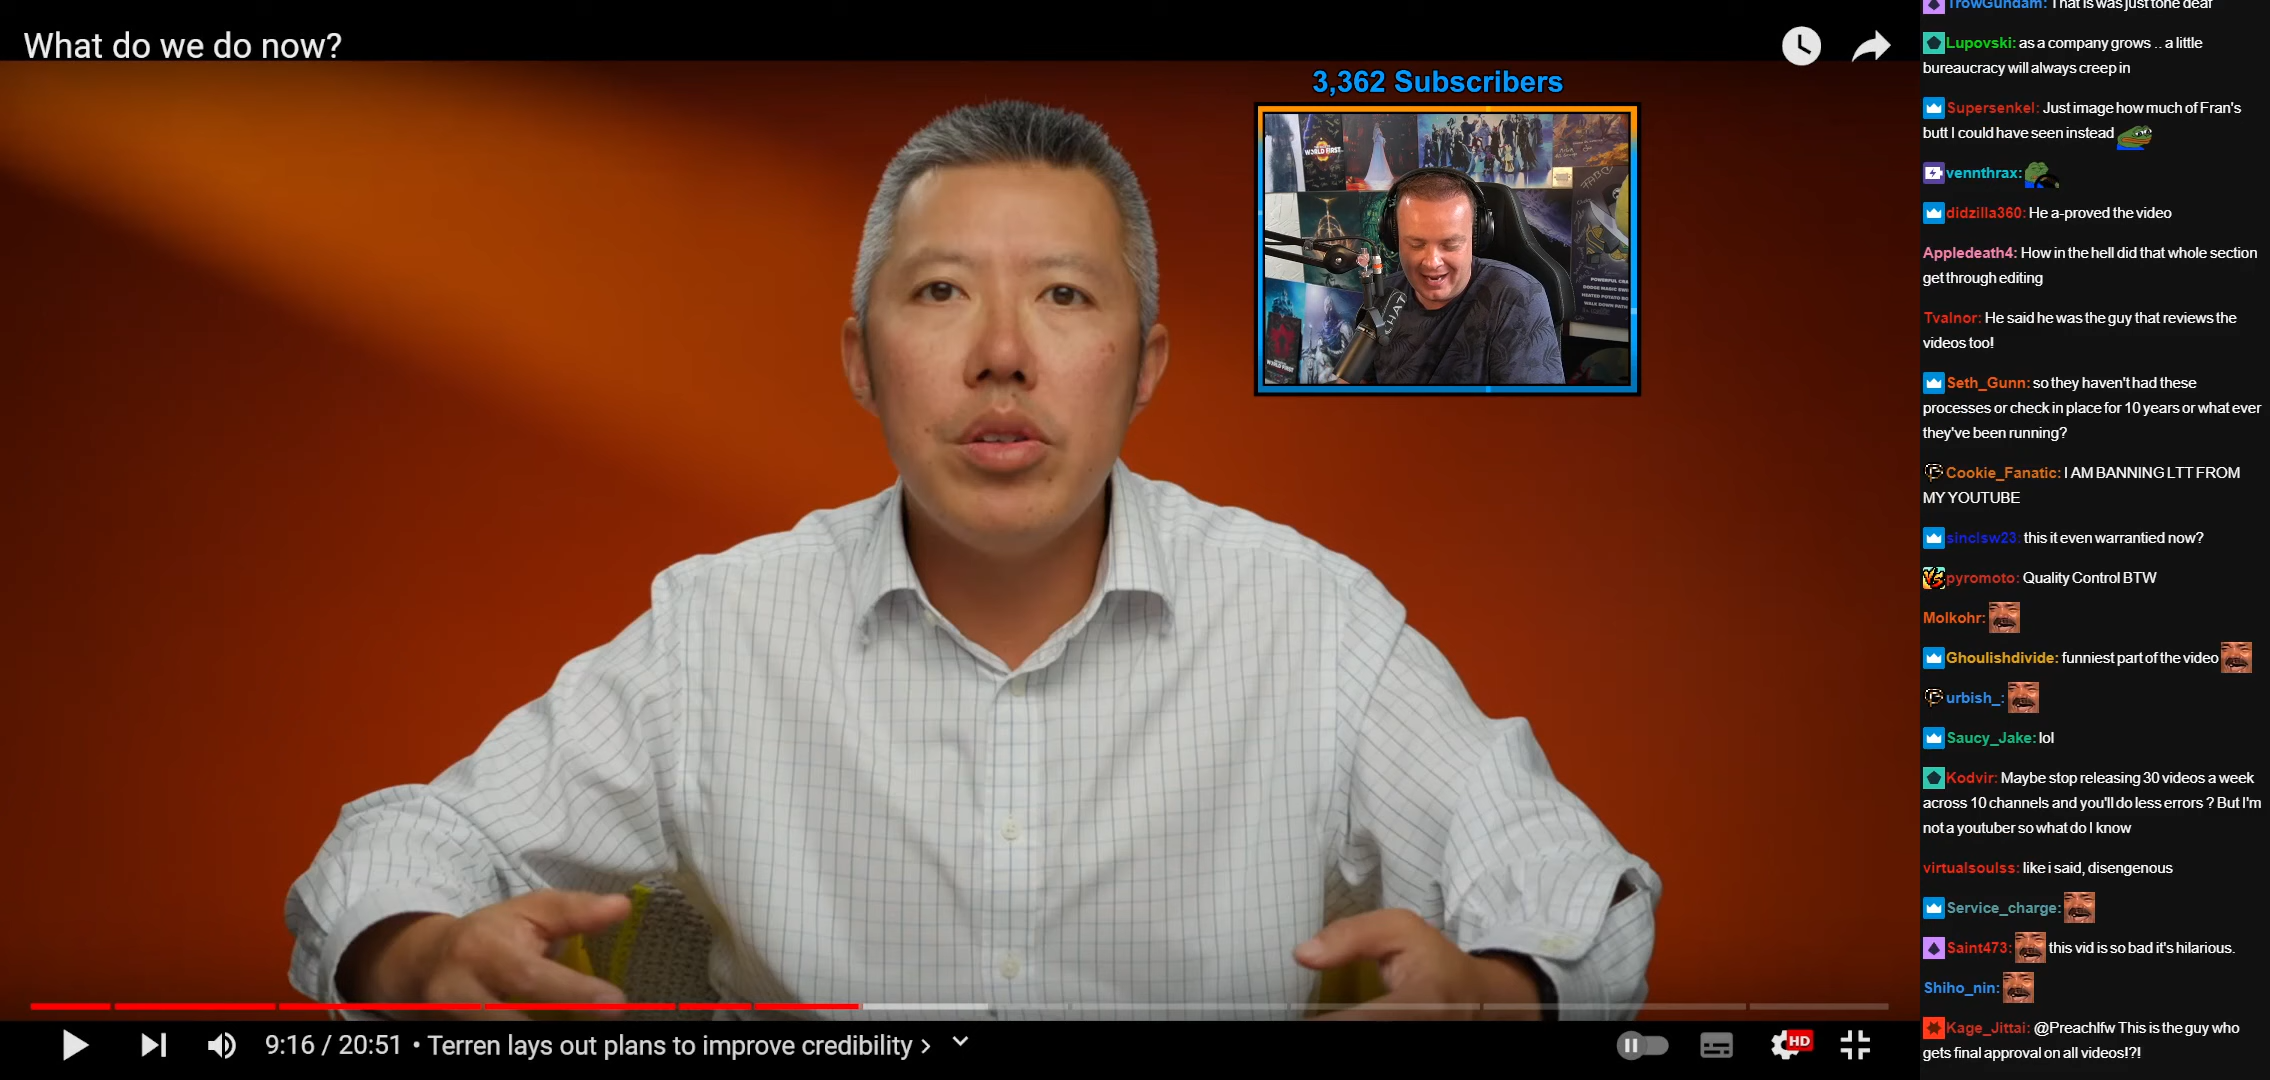 What do we do now?
3,362 Subscribers
WORLD FIRST
CHAT
POWERFUL
WORLD FIRST
9:16 / 20:51 • Terren lays out plans to improve credibility ›
HD
TrowGundam: That is was just tone deaf
Lupovski: as a company grows .. a little
bureaucracy will always creep in
Supersenkel: Just image how much of Fran's
butt I could have seen instead
vennthrax:
didzilla360: He a-proved the video
Appledeath4: How in the hell did that whole section
get through editing
Tvalnor: He said he was the guy that reviews the
videos too!
Seth_Gunn: so they haven't had these
processes or check in place for 10 years or what ever
they've been running?
Cookie_Fanatic: I AM BANNING LTT FROM
MY YOUTUBE
sinclsw23: this it even warrantied now?
pyromoto: Quality Control BTW
Molkohr:
Ghoulishdivide: funniest part of the video
urbish_:
Saucy_Jake: lol
Kodvir: Maybe stop releasing 30 videos a week
across 10 channels and you'll do less errors ? But I'm
not a youtuber so what do I know
virtualsoulss: like i said, disengenous
Service_charge:
Saint473: this vid is so bad it's hilarious.
Shiho_nin:
Kage_Jittai: @Preachlfw This is the guy who
gets final approval on all videos!?!